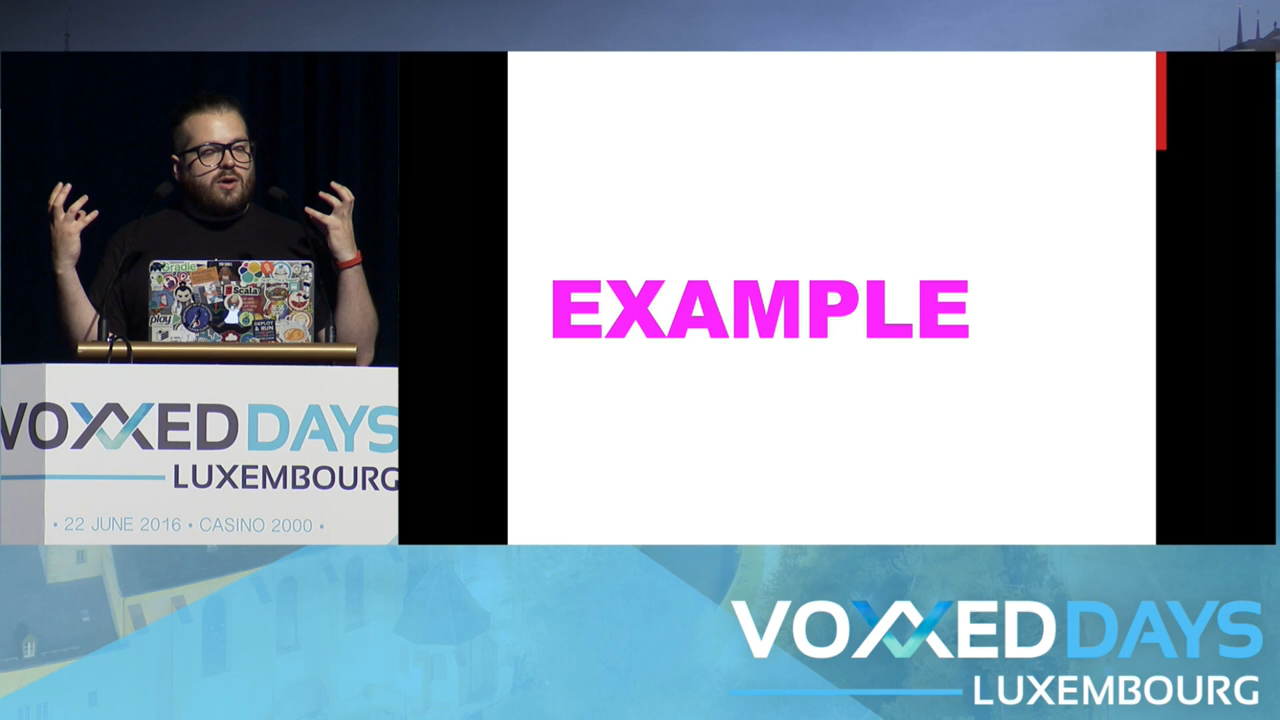 EXAMPLE
Gradle
Scala
play
DEPLOY
& RUN
VOXXED DAYS
LUXEMBOURG
• 22 JUNE 2016 • CASINO 2000 •
VOXXED DAYS
LUXEMBOURG